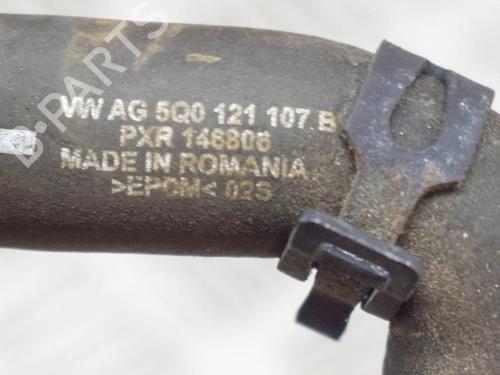 B-PARTS
VW AG 5Q0 121 107 B
PXR 146806
MADE IN ROMANIA
>EPDM< 02S